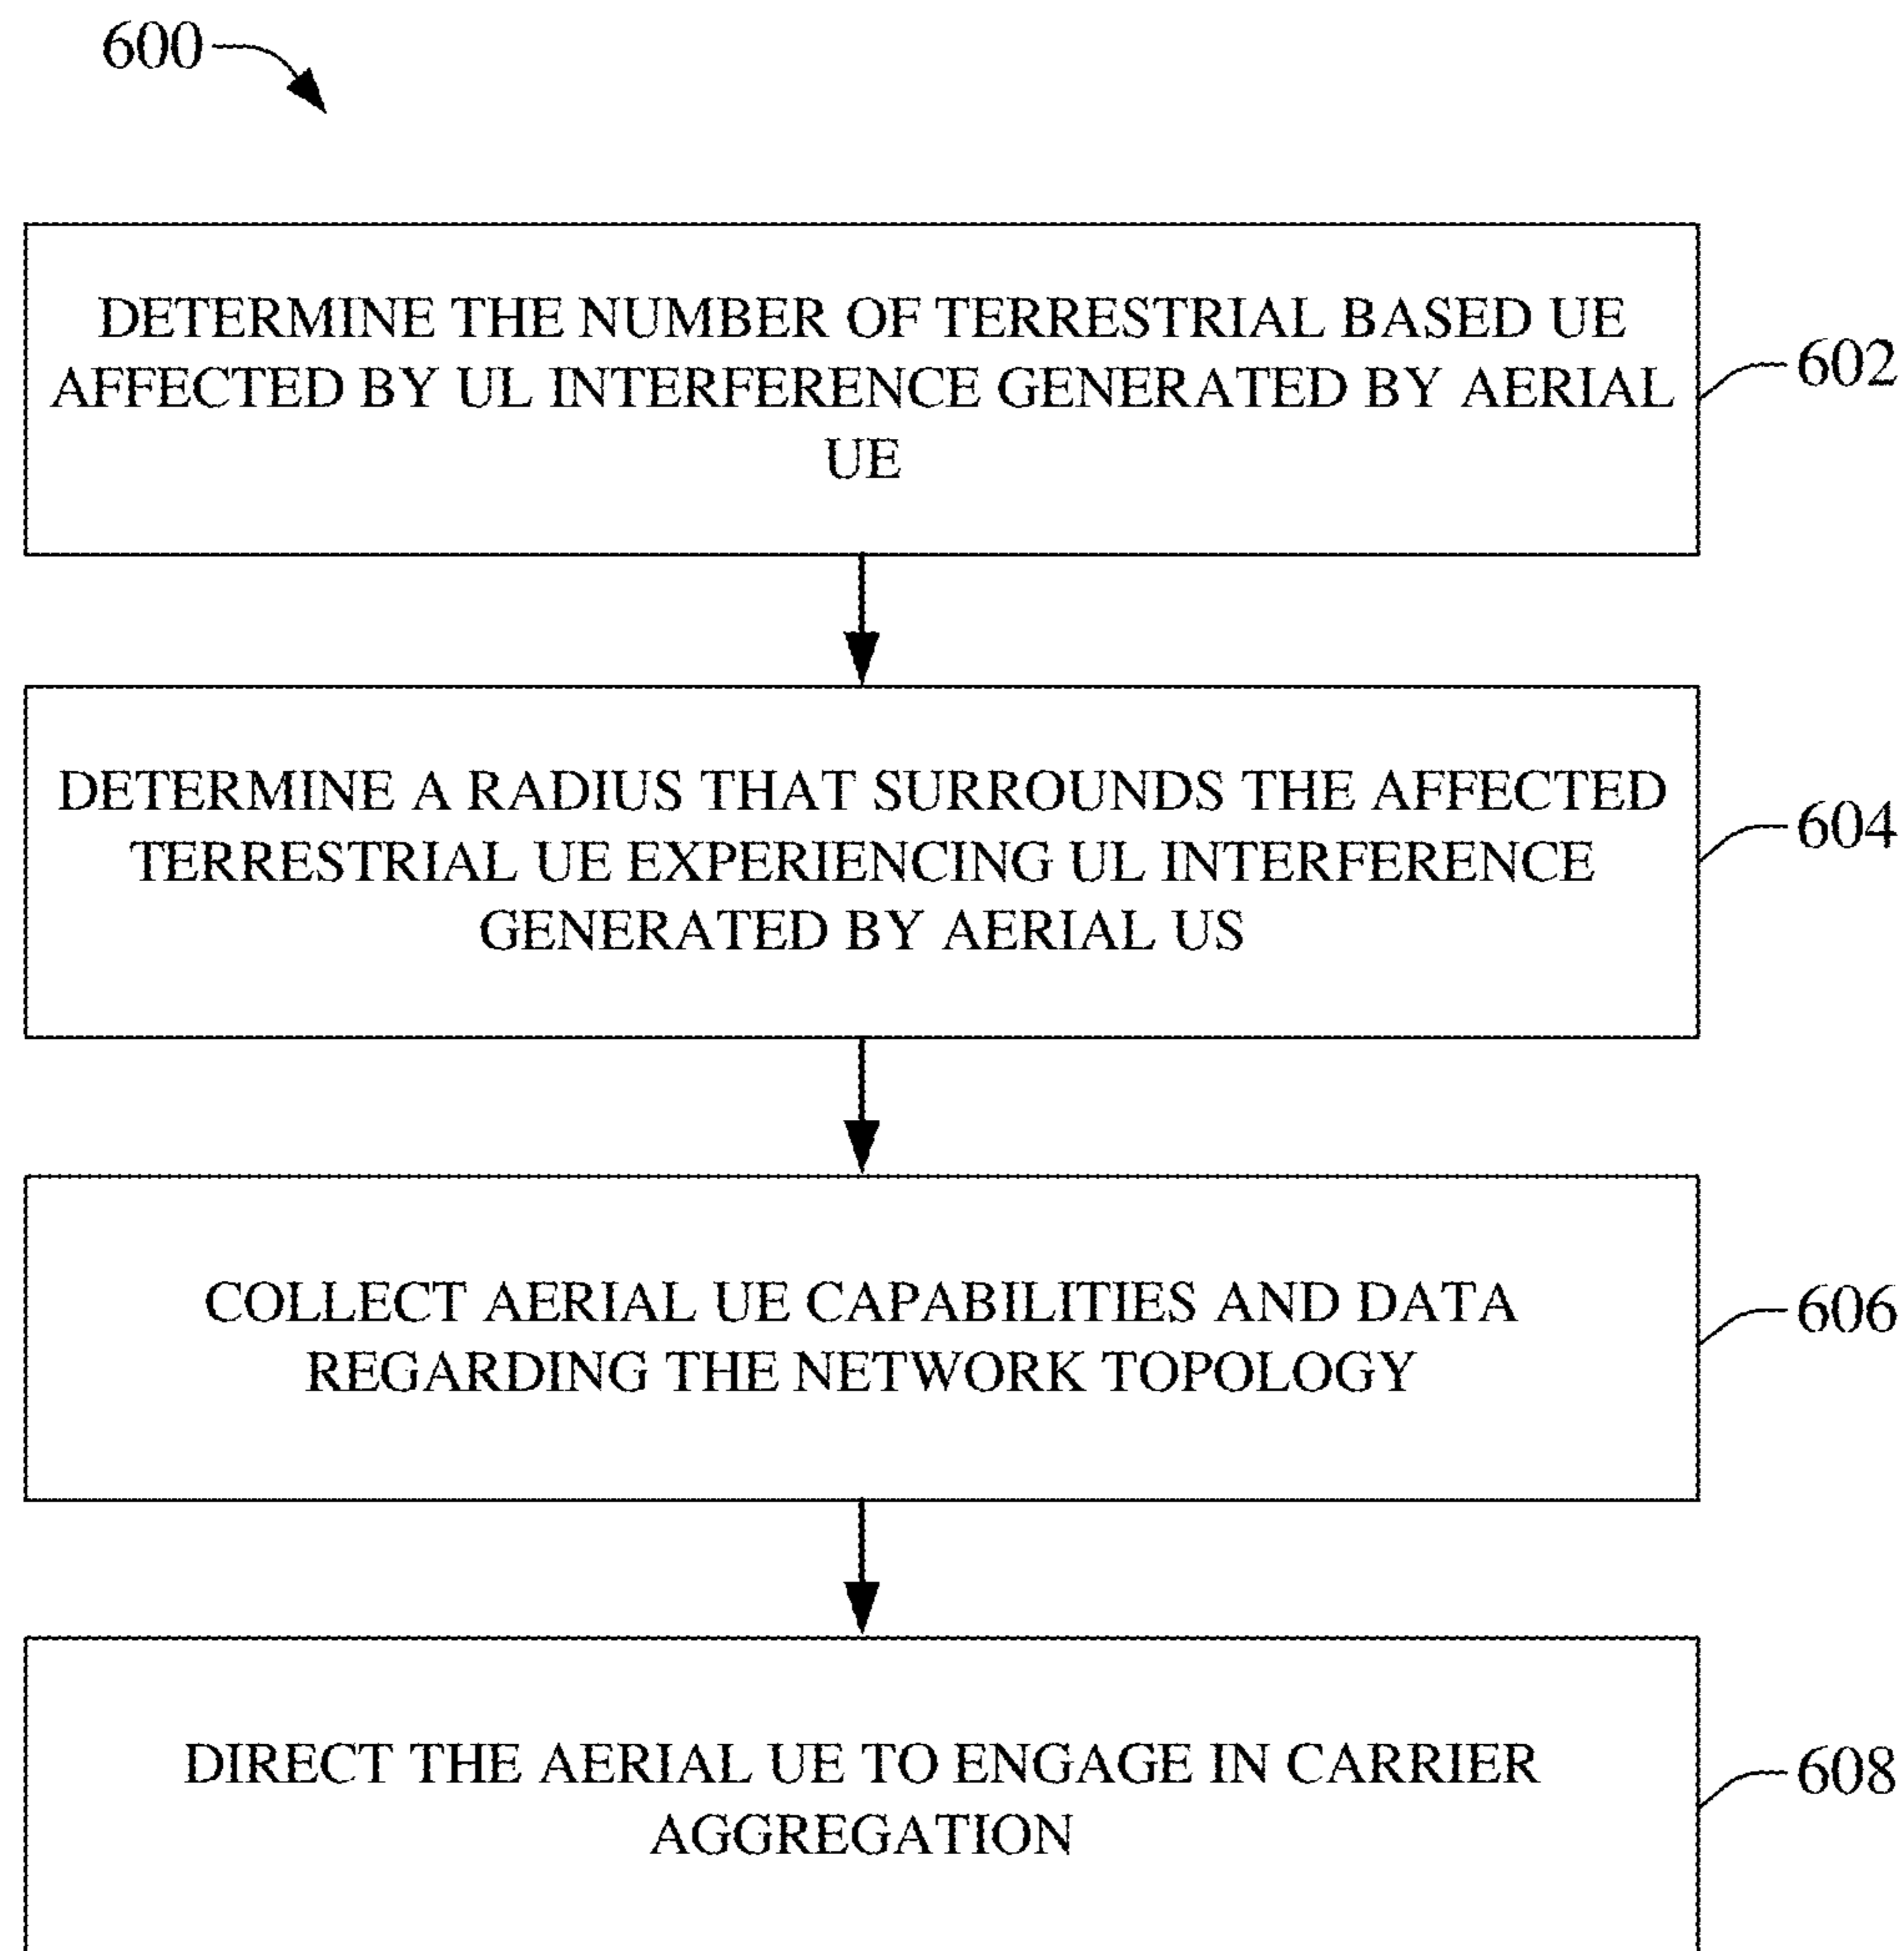 600
DETERMINE THE NUMBER OF TERRESTRIAL BASED UE
AFFECTED BY UL INTERFERENCE GENERATED BY AERIAL
UE
602
DETERMINE A RADIUS THAT SURROUNDS THE AFFECTED
TERRESTRIAL UE EXPERIENCING UL INTERFERENCE
GENERATED BY AERIAL US
604
COLLECT AERIAL UE CAPABILITIES AND DATA
REGARDING THE NETWORK TOPOLOGY
606
DIRECT THE AERIAL UE TO ENGAGE IN CARRIER
AGGREGATION
608